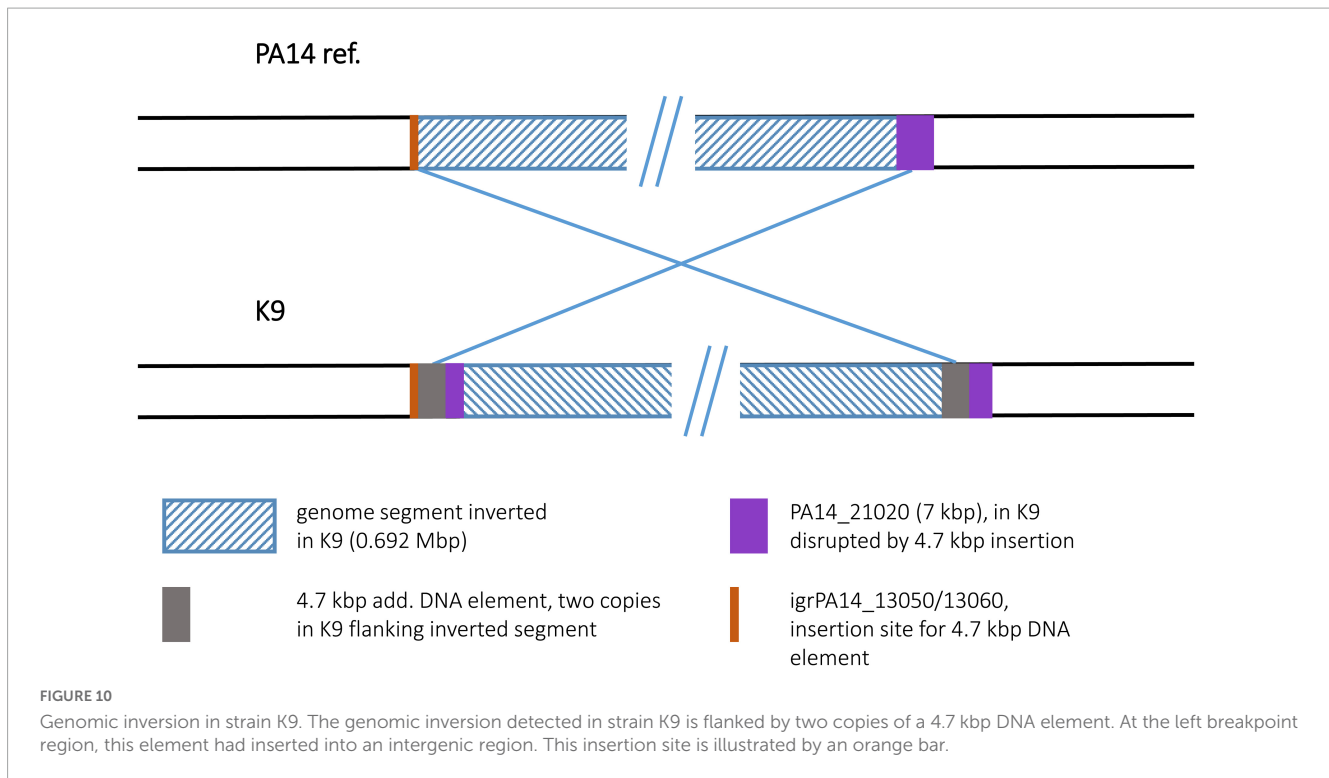 PA14 ref.
K9
genome segment inverted
in K9 (0.692 Mbp)
PA14_21020 (7 kbp), in K9
disrupted by 4.7 kbp insertion
4.7 kbp add. DNA element, two copies
in K9 flanking inverted segment
igrPA14_13050/13060,
insertion site for 4.7 kbp DNA
element
FIGURE 10
Genomic inversion in strain K9. The genomic inversion detected in strain K9 is flanked by two copies of a 4.7 kbp DNA element. At the left breakpoint
region, this element had inserted into an intergenic region. This insertion site is illustrated by an orange bar.